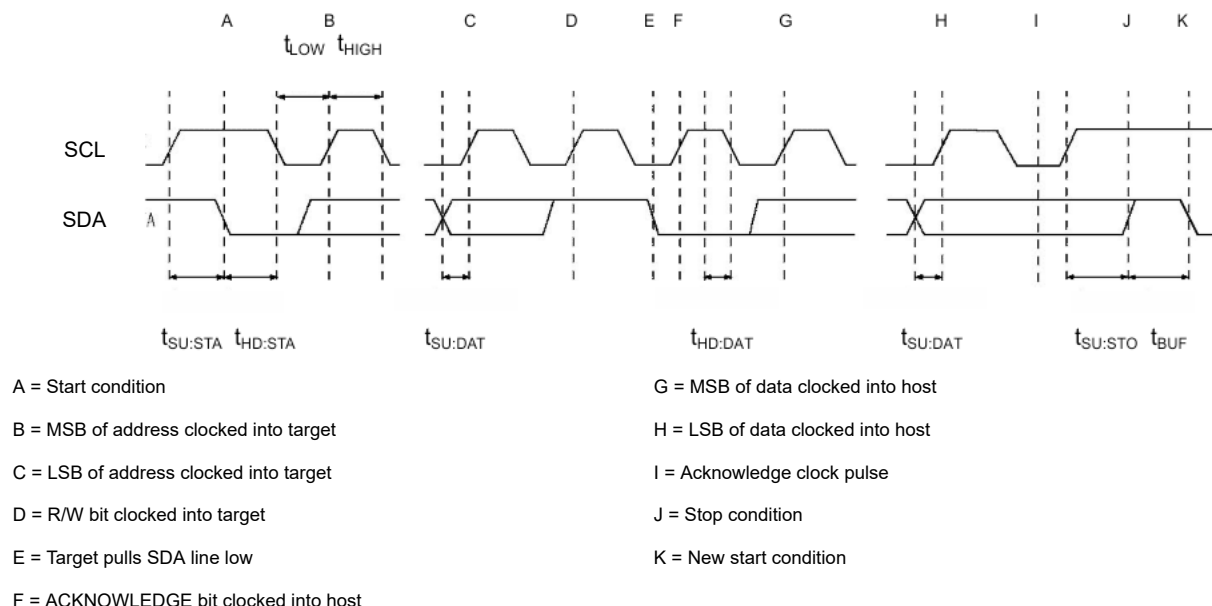 A B C D E F G H I J K
tLOW tHIGH
SCL
SDA A
tSU:STA tHD:STA tSU:DAT tHD:DAT tSU:DAT tSU:STO tBUF
A = Start condition
B = MSB of address clocked into target
C = LSB of address clocked into target
D = R/W bit clocked into target
E = Target pulls SDA line low
F = ACKNOWLEDGE bit clocked into host
G = MSB of data clocked into host
H = LSB of data clocked into host
I = Acknowledge clock pulse
J = Stop condition
K = New start condition